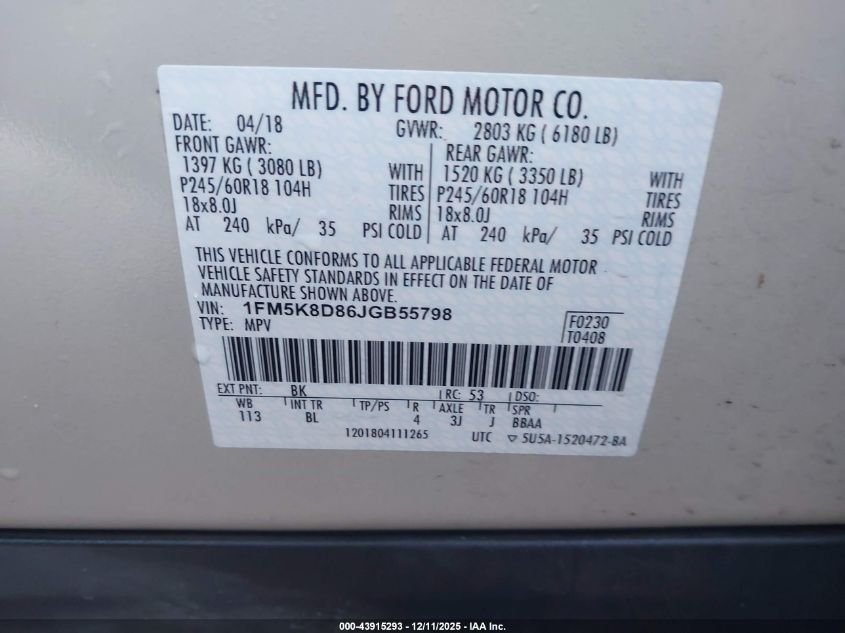 MFD. BY FORD MOTOR CO.
DATE: 04/18 GVWR: 2803 KG ( 6180 LB)
FRONT GAWR: REAR GAWR:
1397 KG ( 3080 LB) WITH 1520 KG ( 3350 LB) WITH
P245/60R18 104H TIRES P245/60R18 104H TIRES
18x8.0J RIMS 18x8.0J RIMS
AT 240 kPa/ 35 PSI COLD AT 240 kPa/ 35 PSI COLD
THIS VEHICLE CONFORMS TO ALL APPLICABLE FEDERAL MOTOR
VEHICLE SAFETY STANDARDS IN EFFECT ON THE DATE OF
MANUFACTURE SHOWN ABOVE.
VIN: 1FM5K8D86JGB55798 F0230
TYPE: MPV T0408
EXT PNT: BK RC: 53 DSO:
WB INT TR TP/PS R AXLE TR SPR
113 BL 4 3J J BBAA
1201804111265 UTC ▽ 5U5A-1520472-BA
000-43915293 - 12/11/2025 - IAA Inc.